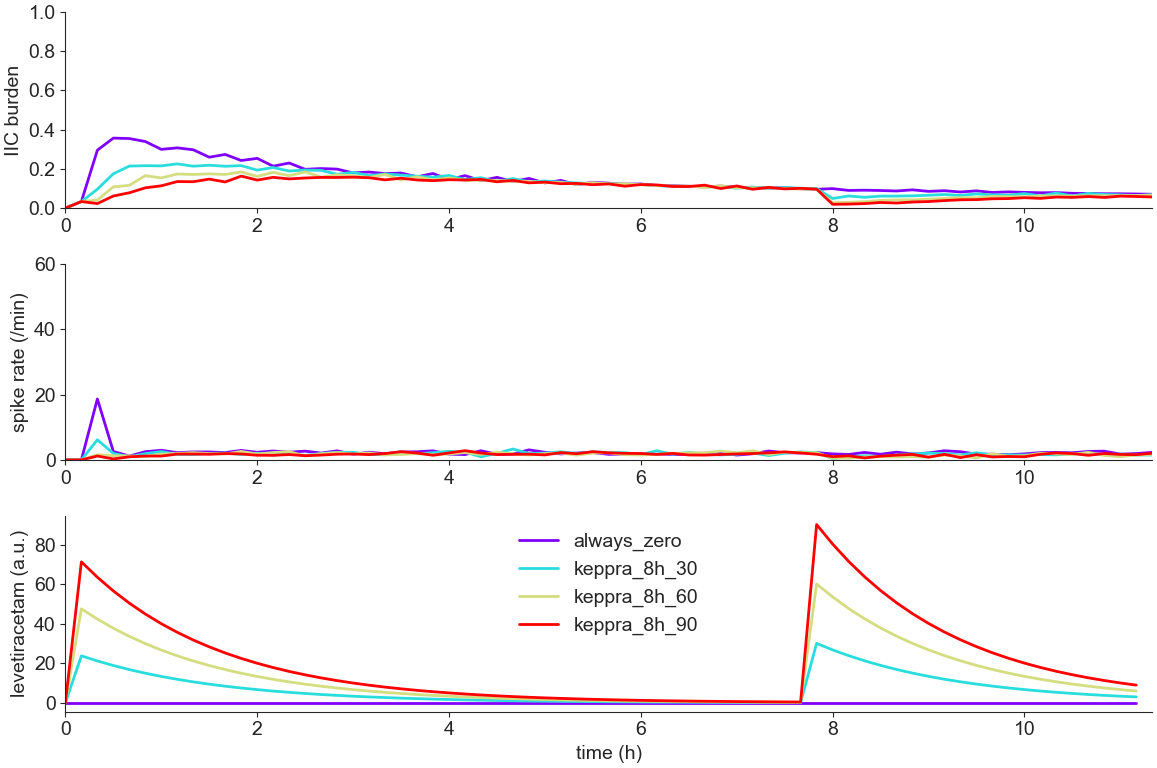 1.0
0.8
0.6
0.4
0.2
0.0
IIC burden
0 2 4 6 8 10
60
40
20
0
spike rate (/min)
0 2 4 6 8 10
80
60
40
20
0
levetiracetam (a.u.)
always_zero
keppra_8h_30
keppra_8h_60
keppra_8h_90
0 2 4 6 8 10
time (h)